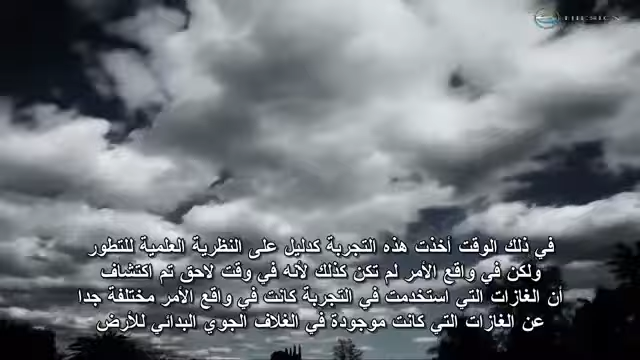 في ذلك الوقت أخذت هذه التجربة كدليل على النظرية العلمية للتطور
ولكن في واقع الأمر لم تكن كذلك لأنه في وقت لاحق تم اكتشاف
أن الغازات التي استخدمت في التجربة كانت في واقع الأمر مختلفة جدا
عن الغازات التي كانت موجودة في الغلاف الجوي البدائي للأرض